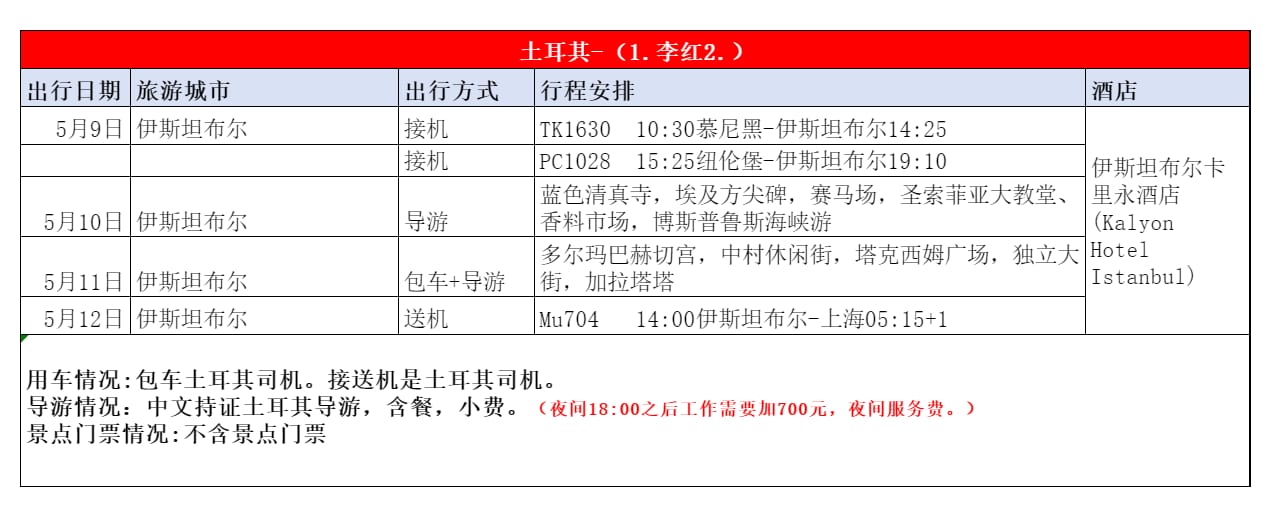 土耳其-（1.李红2.）
出行日期 旅游城市 出行方式 行程安排 酒店
5月9日 伊斯坦布尔 接机 TK1630 10:30慕尼黑-伊斯坦布尔14:25
接机 PC1028 15:25纽伦堡-伊斯坦布尔19:10
5月10日 伊斯坦布尔 导游 蓝色清真寺，埃及方尖碑，赛马场，圣索菲亚大教堂、
香料市场，博斯普鲁斯海峡游
5月11日 伊斯坦布尔 包车+导游 多尔玛巴赫切宫，中村休闲街，塔克西姆广场，独立大
街，加拉塔塔
5月12日 伊斯坦布尔 送机 Mu704 14:00伊斯坦布尔-上海05:15+1
伊斯坦布尔卡
里永酒店
(Kalyon
Hotel
Istanbul)
用车情况:包车土耳其司机。接送机是土耳其司机。
导游情况：中文持证土耳其导游，含餐，小费。（夜间18:00之后工作需要加700元，夜间服务费。）
景点门票情况:不含景点门票